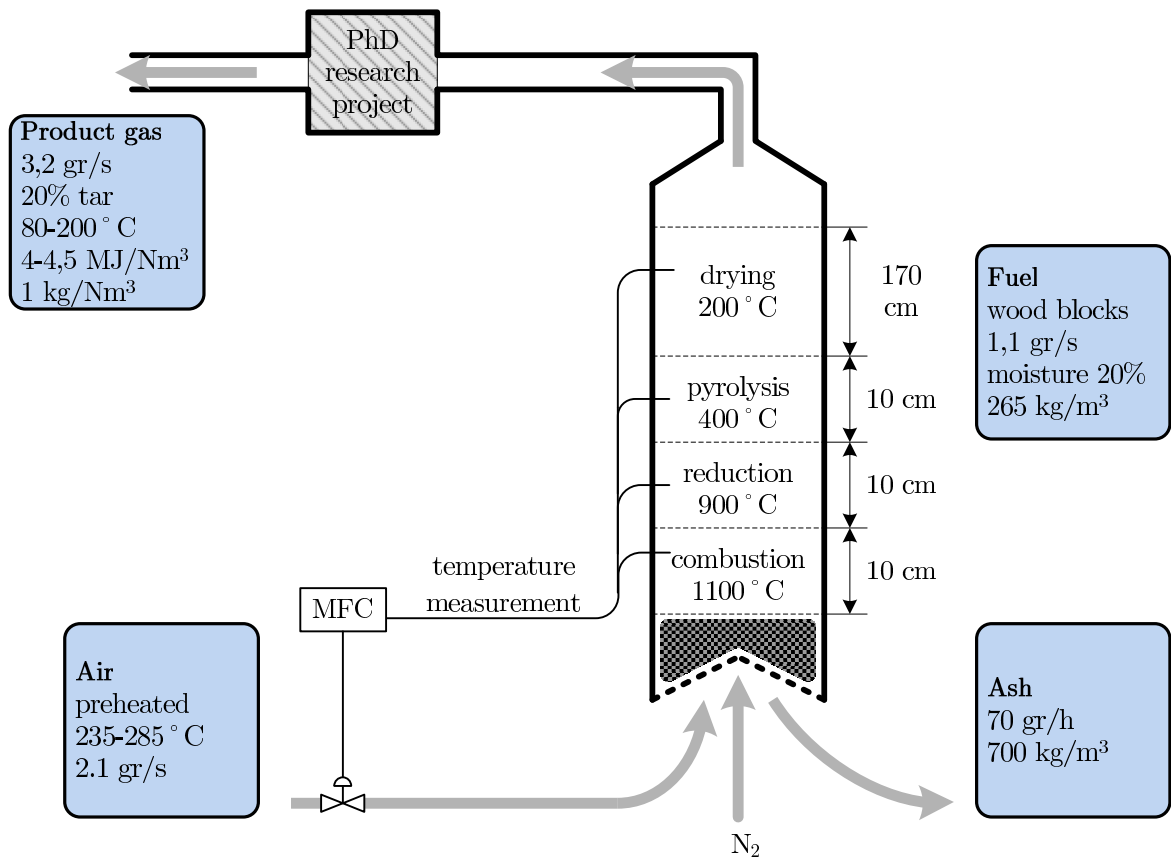 PhD
research
project
Product gas
3,2 gr/s
20% tar
80-200°C
4-4,5 MJ/Nm³
1 kg/Nm³
drying
200°C
170
cm
pyrolysis
400°C
10 cm
reduction
900°C
10 cm
combustion
1100°C
10 cm
Fuel
wood blocks
1,1 gr/s
moisture 20%
265 kg/m³
temperature
measurement
MFC
Air
preheated
235-285°C
2.1 gr/s
Ash
70 gr/h
700 kg/m³
N₂